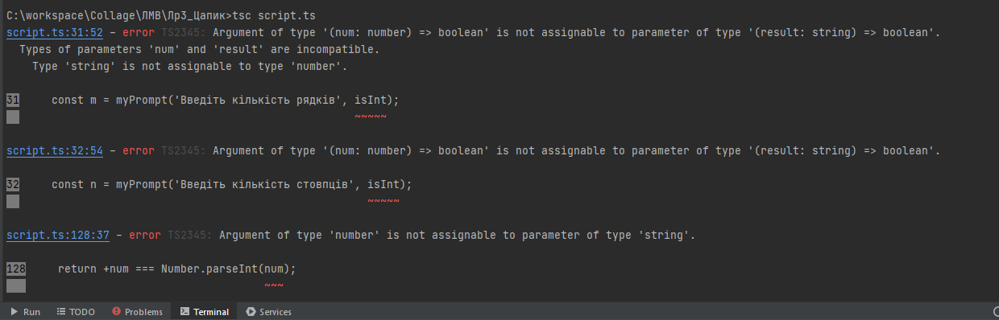 C:\workspace\Collage\ЛМВ\Лр3_Цапик>tsc script.ts
script.ts:31:52 - error TS2345: Argument of type '(num: number) => boolean' is not assignable to parameter of type '(result: string) => boolean'.
Types of parameters 'num' and 'result' are incompatible.
Type 'string' is not assignable to type 'number'.
31 const m = myPrompt('Введіть кількість рядків', isInt);
~~~~~
script.ts:32:54 - error TS2345: Argument of type '(num: number) => boolean' is not assignable to parameter of type '(result: string) => boolean'.
32 const n = myPrompt('Введіть кількість стовпців', isInt);
~~~~~
script.ts:128:37 - error TS2345: Argument of type 'number' is not assignable to parameter of type 'string'.
128 return +num === Number.parseInt(num);
~~~
Run TODO Problems Terminal Services